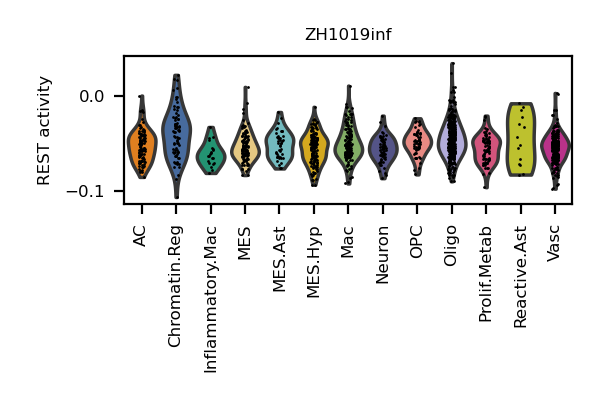 ZH1019inf
REST activity
0.0
−0.1
AC
Chromatin.Reg
Inflammatory.Mac
MES
MES.Ast
MES.Hyp
Mac
Neuron
OPC
Oligo
Prolif.Metab
Reactive.Ast
Vasc